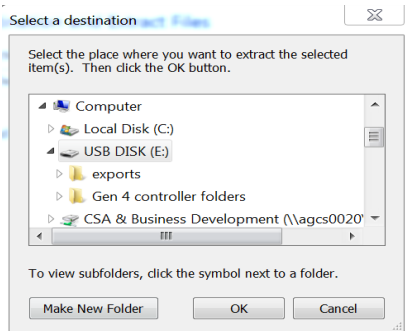 Select a destination
Select the place where you want to extract the selected
item(s). Then click the OK button.
Computer
Local Disk (C:)
USB DISK (E:)
exports
Gen 4 controller folders
CSA & Business Development (\\agcs0020'
To view subfolders, click the symbol next to a folder.
Make New Folder OK Cancel